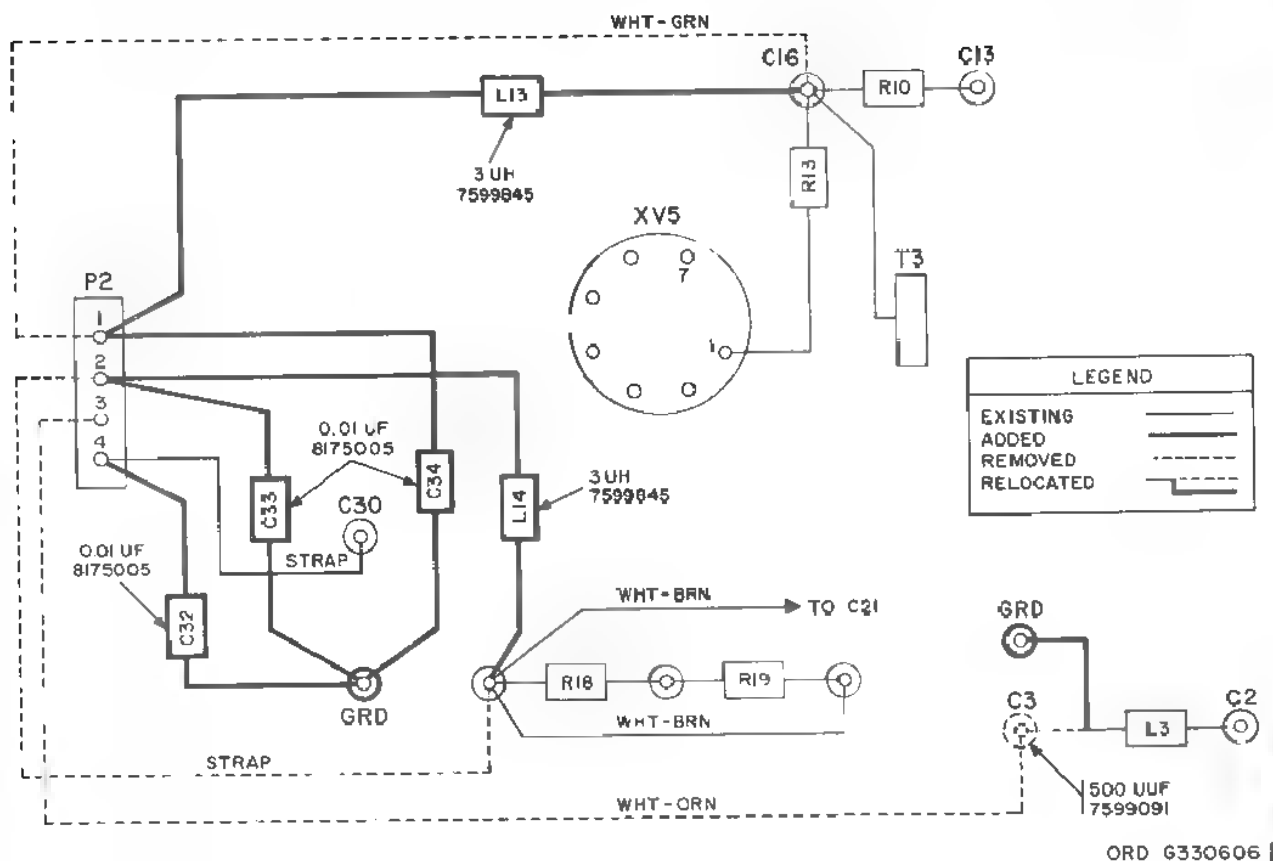 WHT-GRN
C16
C13
L13
R10
3 UH
7599845
R13
XV5
7
1
T3
P2
1
2
3
4
LEGEND
EXISTING
ADDED
REMOVED
RELOCATED
0.01 UF
8175005
C33
C34
C30
L14
3 UH
7599845
STRAP
0.01 UF
8175005
C32
WHT-BRN
TO C21
GRD
R18
R19
GRD
WHT-BRN
C3
C2
L3
STRAP
500 UUF
7599091
WHT-ORN
ORD G330606